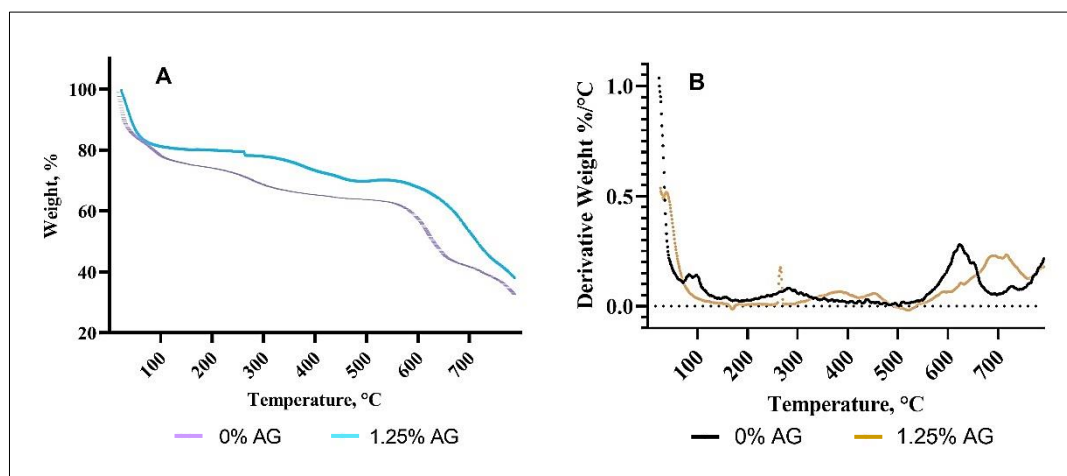 A
100
80
60
40
20
Weight, %
100 200 300 400 500 600 700
Temperature, °C
0% AG 1.25% AG
B
1.0
0.5
0.0
Derivative Weight %/°C
100 200 300 400 500 600 700
Temperature, °C
0% AG 1.25% AG